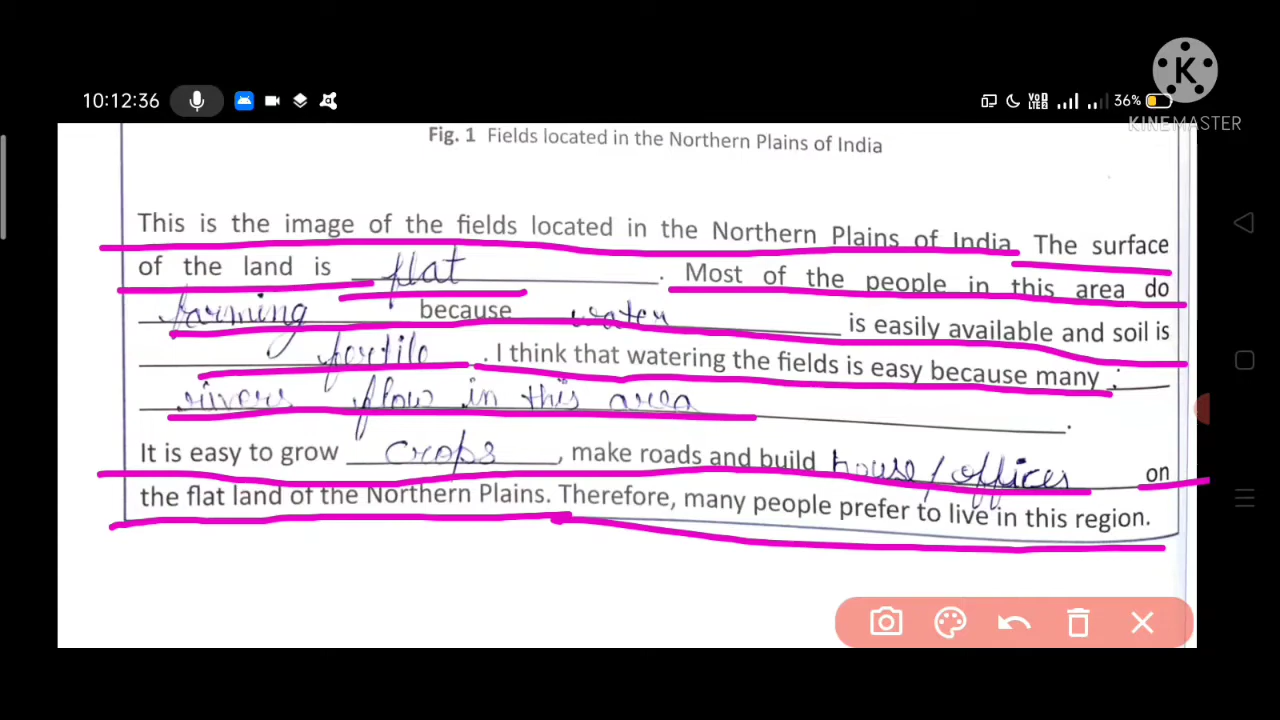 10:12:36
VoD LTE2 36%
K
KINEMASTER
Fig. 1 Fields located in the Northern Plains of India
This is the image of the fields located in the Northern Plains of India. The surface
of the land is flat. Most of the people in this area do
farming because water is easily available and soil is
fertile. I think that watering the fields is easy because many
rivers flow in this area.
It is easy to grow crops, make roads and build house/offices on
the flat land of the Northern Plains. Therefore, many people prefer to live in this region.